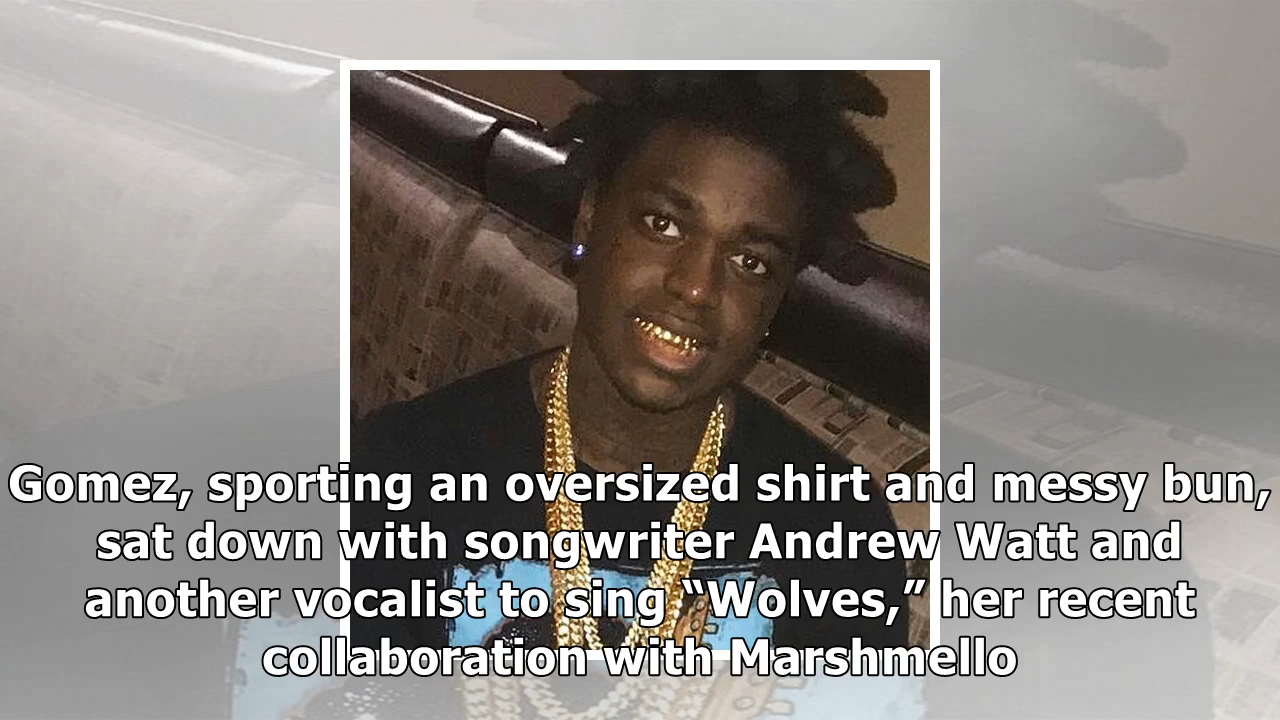 Gomez, sporting an oversized shirt and messy bun,
sat down with songwriter Andrew Watt and
another vocalist to sing “Wolves,” her recent
collaboration with Marshmello